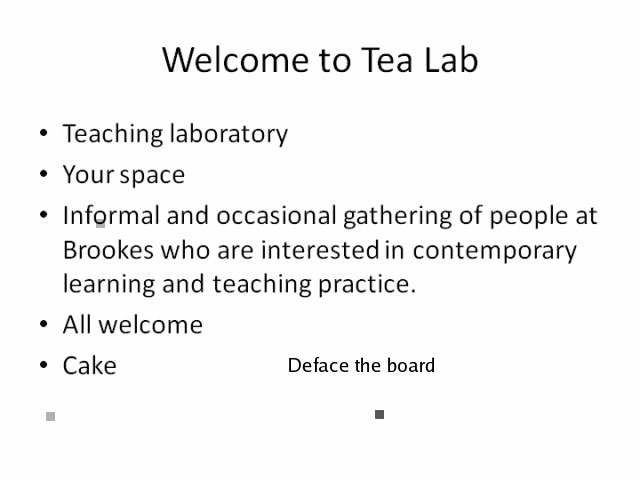 Welcome to Tea Lab
• Teaching laboratory
• Your space
• Informal and occasional gathering of people at
Brookes who are interested in contemporary
learning and teaching practice.
• All welcome
• Cake
Deface the board